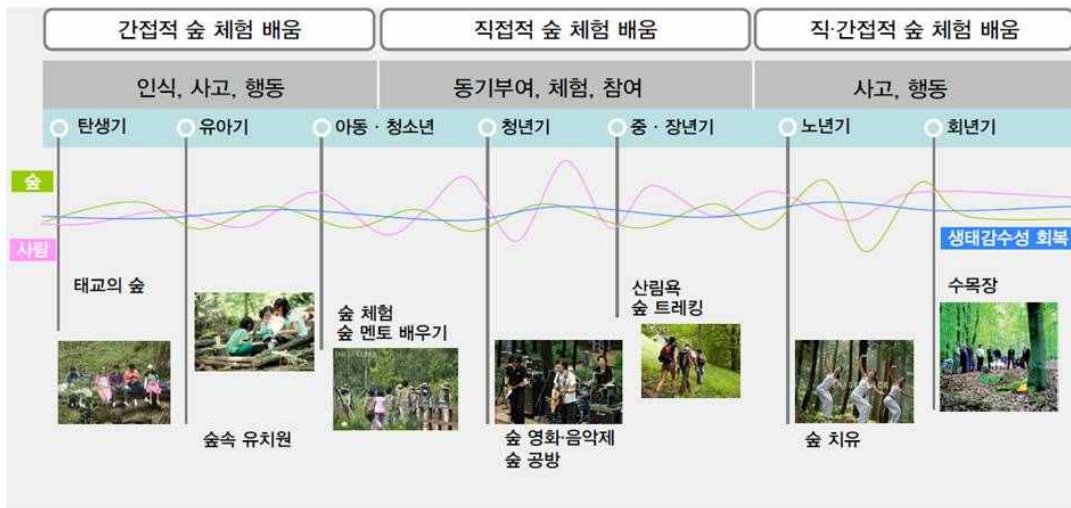 간접적 숲 체험 배움
직접적 숲 체험 배움
직·간접적 숲 체험 배움
인식, 사고, 행동
동기부여, 체험, 참여
사고, 행동
탄생기
유아기
아동 · 청소년
청년기
중 · 장년기
노년기
회년기
숲
사람
생태감수성 회복
태교의 숲
숲속 유치원
숲 체험
숲 멘토 배우기
숲 영화·음악제
숲 공방
산림욕
숲 트레킹
숲 치유
수목장